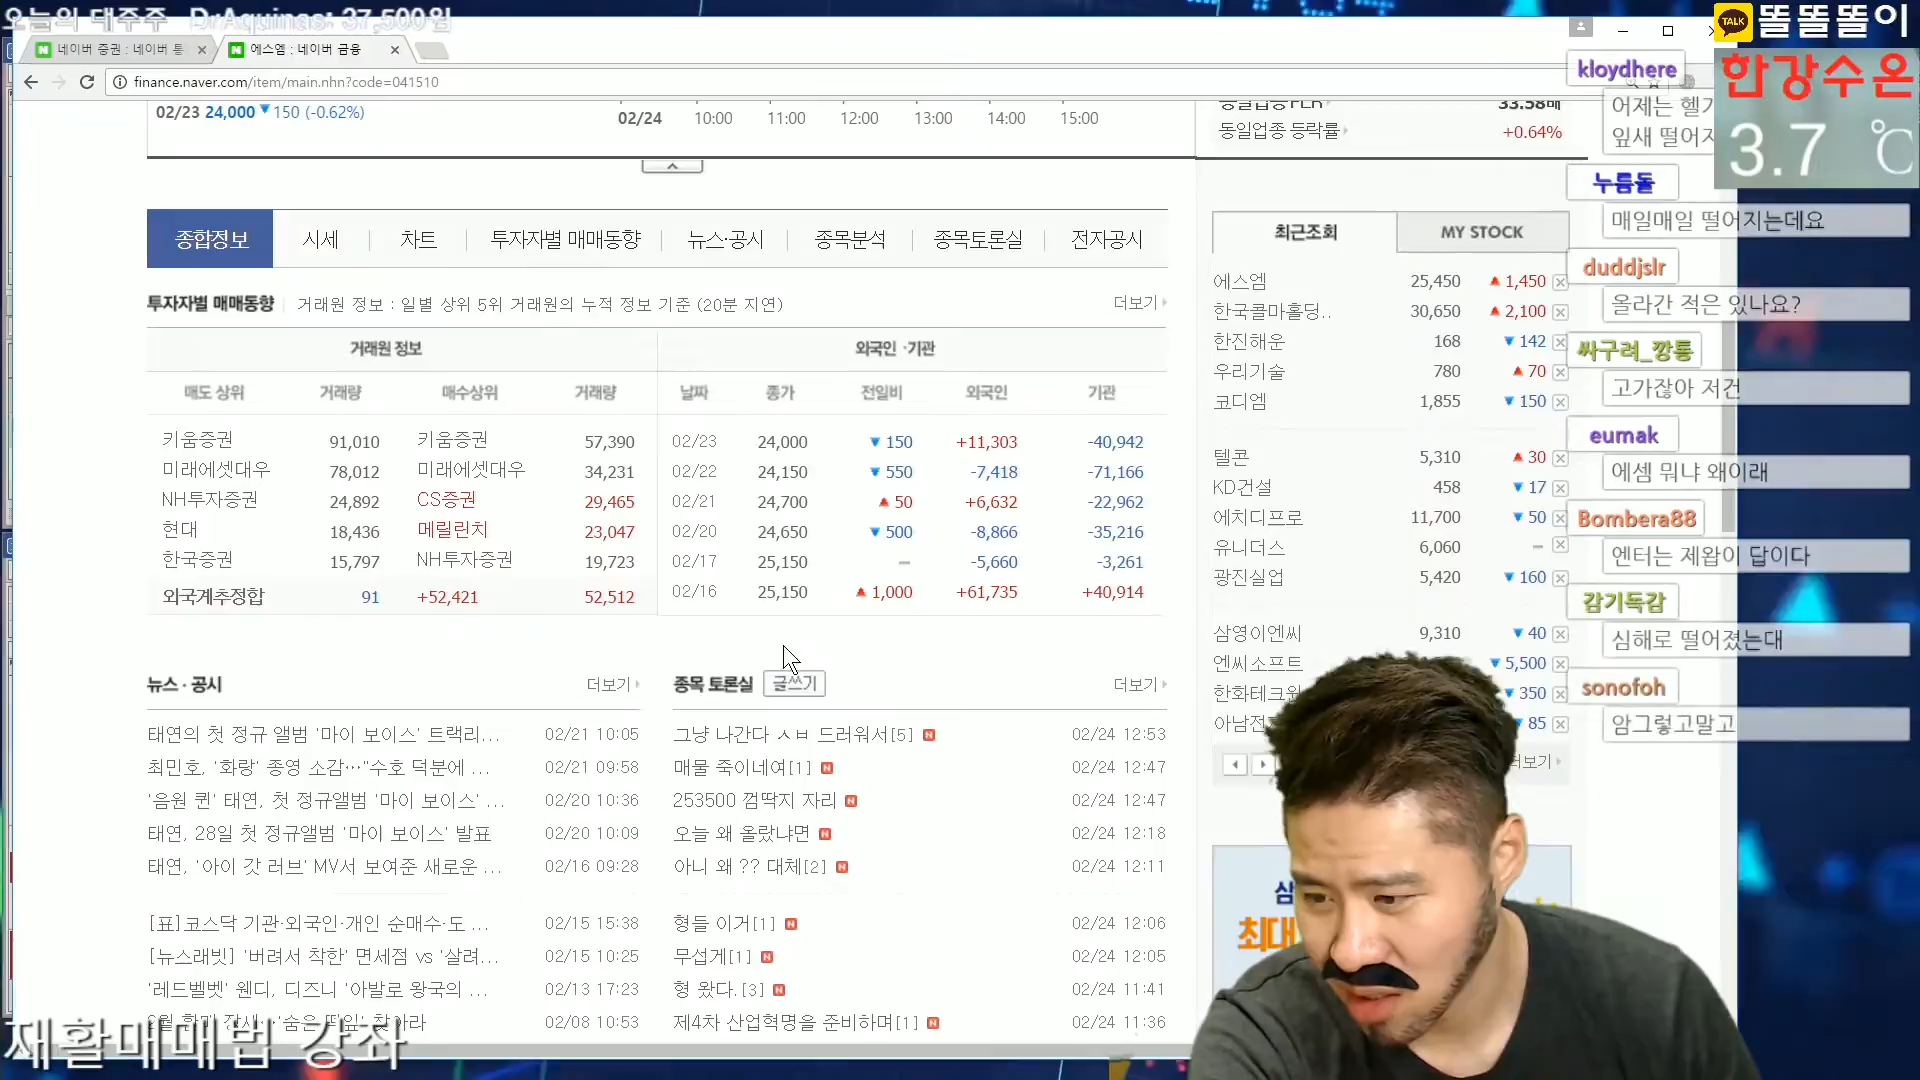 오늘의 대주주 DrAquinas: 37,500원
네이버 증권 : 네이버 통
에스엠 : 네이버 금융
똘똘똘이
finance.naver.com/item/main.nhn?code=041510
한강수온
3.7 ℃
02/23 24,000 ▼ 150 (-0.62%)
02/24 10:00 11:00 12:00 13:00 14:00 15:00
동일업종 PER 33.58배
동일업종 등락률 +0.64%
종합정보 시세 차트 투자자별 매매동향 뉴스·공시 종목분석 종목토론실 전자공시
투자자별 매매동향 거래원 정보 : 일별 상위 5위 거래원의 누적 정보 기준 (20분 지연) 더보기
거래원 정보 외국인·기관
매도 상위 거래량 매수상위 거래량 날짜 종가 전일비 외국인 기관
키움증권 91,010 키움증권 57,390 02/23 24,000 ▼ 150 +11,303 -40,942
미래에셋대우 78,012 미래에셋대우 34,231 02/22 24,150 ▼ 550 -7,418 -71,166
NH투자증권 24,892 CS증권 29,465 02/21 24,700 ▲ 50 +6,632 -22,962
현대 18,436 메릴린치 23,047 02/20 24,650 ▼ 500 -8,866 -35,216
한국증권 15,797 NH투자증권 19,723 02/17 25,150 – -5,660 -3,261
외국계추정합 91 +52,421 52,512 02/16 25,150 ▲ 1,000 +61,735 +40,914
뉴스 · 공시 더보기
태연의 첫 정규 앨범 '마이 보이스' 트랙리... 02/21 10:05
최민호, '화랑' 종영 소감…"수호 덕분에 ... 02/21 09:58
'음원 퀸' 태연, 첫 정규앨범 '마이 보이스' ... 02/20 10:36
태연, 28일 첫 정규앨범 '마이 보이스' 발표 02/20 10:09
태연, '아이 갓 러브' MV서 보여준 새로운 ... 02/16 09:28
[표]코스닥 기관·외국인·개인 순매수·도 ... 02/15 15:38
[뉴스래빗] '버려서 착한' 면세점 vs '살려... 02/15 10:25
'레드벨벳' 웬디, 디즈니 '아발로 왕국의 ... 02/13 17:23
02/08 10:53
종목 토론실 글쓰기 더보기
그냥 나간다 ㅅㅂ 드러워서[5] N 02/24 12:53
매물 죽이네여[1] N 02/24 12:47
253500 껌딱지 자리 N 02/24 12:47
오늘 왜 올랐냐면 N 02/24 12:18
아니 왜 ?? 대체[2] N 02/24 12:11
형들 이거[1] N 02/24 12:06
무섭게[1] N 02/24 12:05
형 왔다.[3] N 02/24 11:41
제4차 산업혁명을 준비하며[1] N 02/24 11:36
최근조회 MY STOCK
에스엠 25,450 ▲ 1,450
한국콜마홀딩.. 30,650 ▲ 2,100
한진해운 168 ▼ 142
우리기술 780 ▲ 70
코디엠 1,855 ▼ 150
텔콘 5,310 ▲ 30
KD건설 458 ▼ 17
에치디프로 11,700 ▼ 50
유니더스 6,060 –
광진실업 5,420 ▼ 160
삼영이엔씨 9,310 ▼ 40
엔씨소프트 ▼ 5,500
한화테크윈 ▼ 350
아남전 ▼ 85
더보기
최대
kloydhere
어제는 헬기
잎새 떨어지
누름돌
매일매일 떨어지는데요
duddjslr
올라간 적은 있나요?
싸구려_깡통
고가잖아 저건
eumak
에셈 뭐냐 왜이래
Bombera88
엔터는 제왑이 답이다
감기독감
심해로 떨어졌는대
sonofoh
암그렇고말고
재활매매법 강좌
TALK